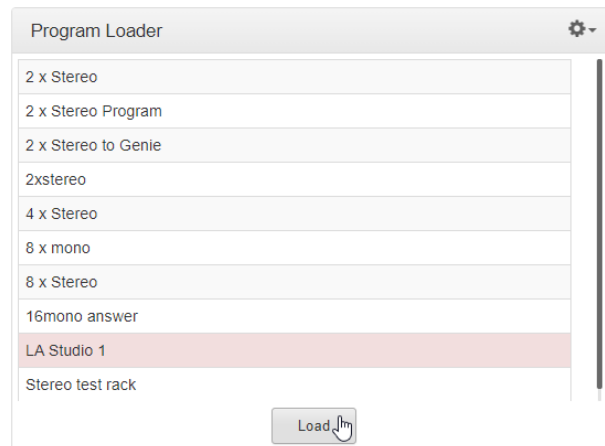 Program Loader
2 x Stereo
2 x Stereo Program
2 x Stereo to Genie
2xstereo
4 x Stereo
8 x mono
8 x Stereo
16mono answer
LA Studio 1
Stereo test rack
Load